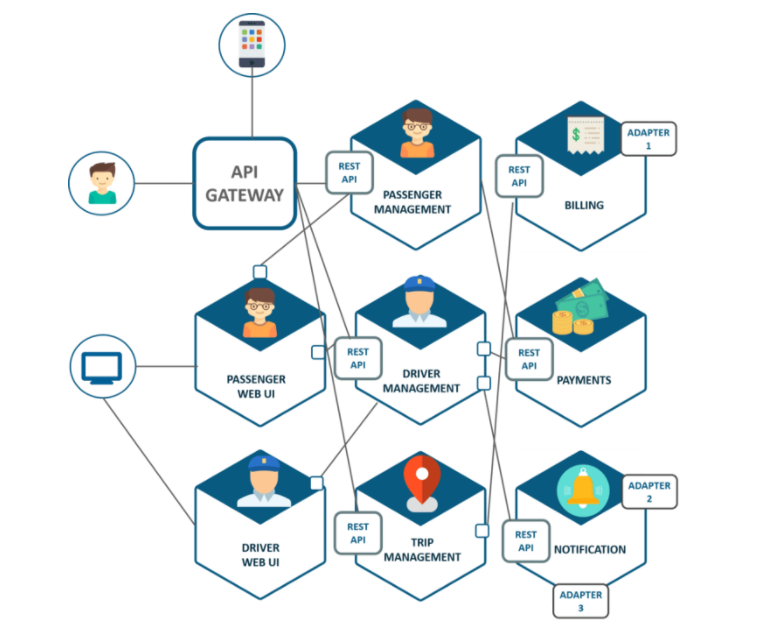 API
GATEWAY
REST
API
PASSENGER
MANAGEMENT
REST
API
BILLING
ADAPTER
1
PASSENGER
WEB UI
REST
API
DRIVER
MANAGEMENT
REST
API
PAYMENTS
DRIVER
WEB UI
REST
API
TRIP
MANAGEMENT
REST
API
NOTIFICATION
ADAPTER
2
ADAPTER
3